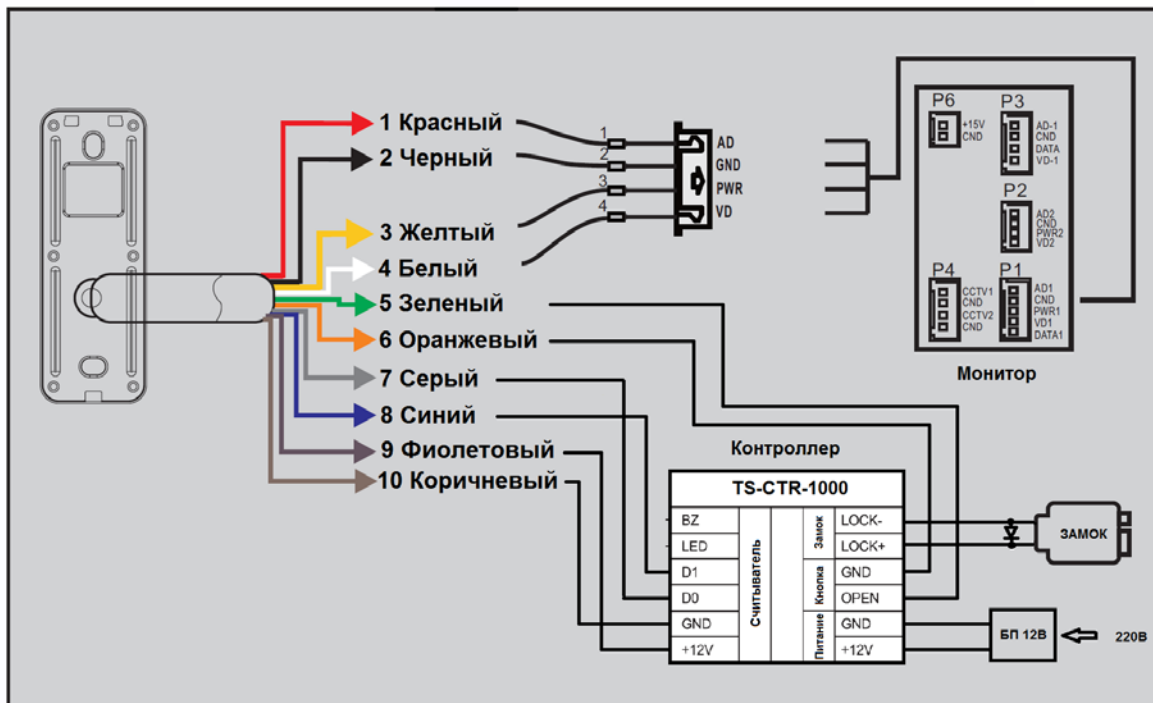 1 Красный
2 Черный
3 Желтый
4 Белый
5 Зеленый
6 Оранжевый
7 Серый
8 Синий
9 Фиолетовый
10 Коричневый
1
2
3
4
AD
GND
PWR
VD
P6
+15V
CND
P3
AD-1
CND
DATA
VD-1
P2
AD2
CND
PWR2
VD2
P4
CCTV1
CND
CCTV2
CND
P1
AD1
CND
PWR1
VD1
DATA1
Монитор
Контроллер
TS-CTR-1000
BZ
LED
D1
D0
GND
+12V
Считыватель
Замок
Кнопка
Питание
LOCK-
LOCK+
GND
OPEN
GND
+12V
ЗАМОК
БП 12В
220В